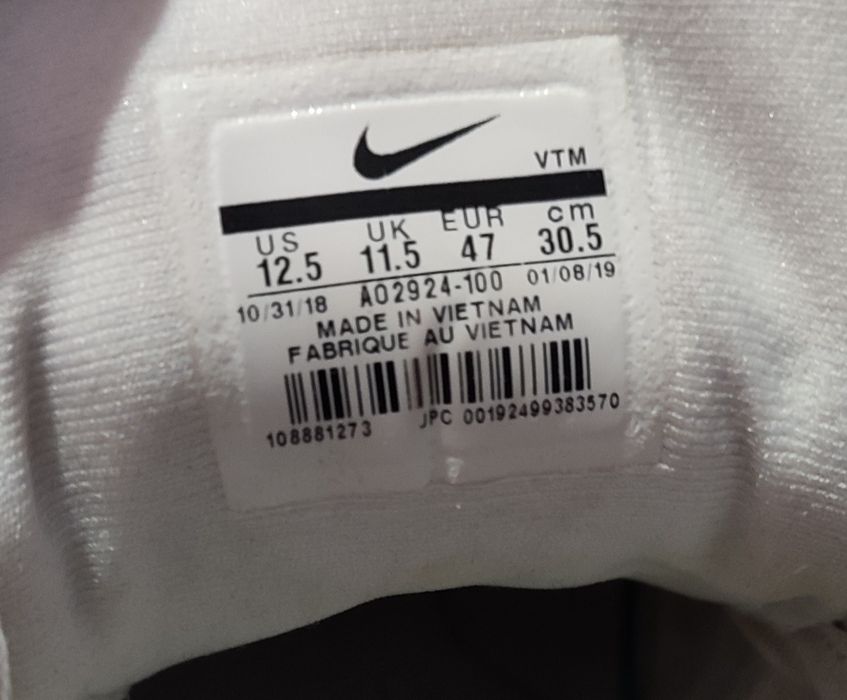 VTM
US UK EUR cm
12.5 11.5 47 30.5
10/31/18 AO2924-100 01/08/19
MADE IN VIETNAM
FABRIQUE AU VIETNAM
108881273 JPC 00192499383570